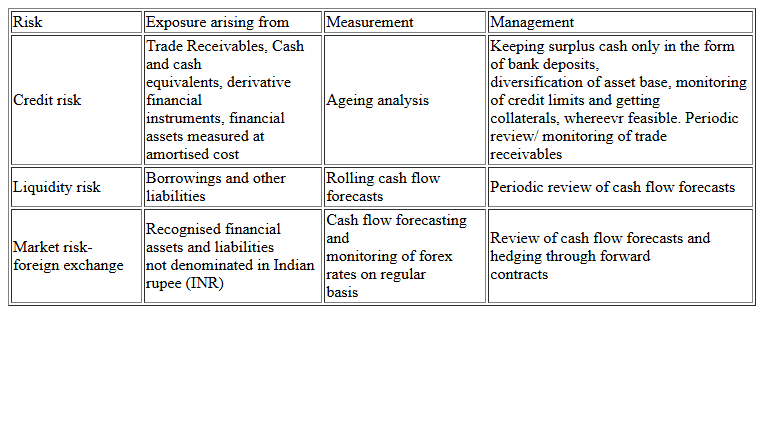 Risk
Exposure arising from
Measurement
Management
Credit risk
Trade Receivables, Cash
and cash
equivalents, derivative
financial
instruments, financial
assets measured at
amortised cost
Ageing analysis
Keeping surplus cash only in the form
of bank deposits,
diversification of asset base, monitoring
of credit limits and getting
collaterals, whereevr feasible. Periodic
review/ monitoring of trade
receivables
Liquidity risk
Borrowings and other
liabilities
Rolling cash flow
forecasts
Periodic review of cash flow forecasts
Market risk-
foreign exchange
Recognised financial
assets and liabilities
not denominated in Indian
rupee (INR)
Cash flow forecasting
and
monitoring of forex
rates on regular
basis
Review of cash flow forecasts and
hedging through forward
contracts